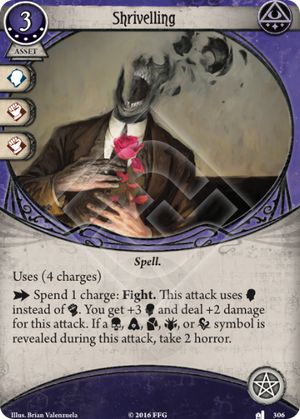 3
Shrivelling
ASSET
Spell.
Uses (4 charges)
Spend 1 charge: Fight. This attack uses
instead of . You get +3 and deal +2 damage
for this attack. If a , , , , or symbol is
revealed during this attack, take 2 horror.
Illus. Brian Valenzuela
© 2016 FFG
306